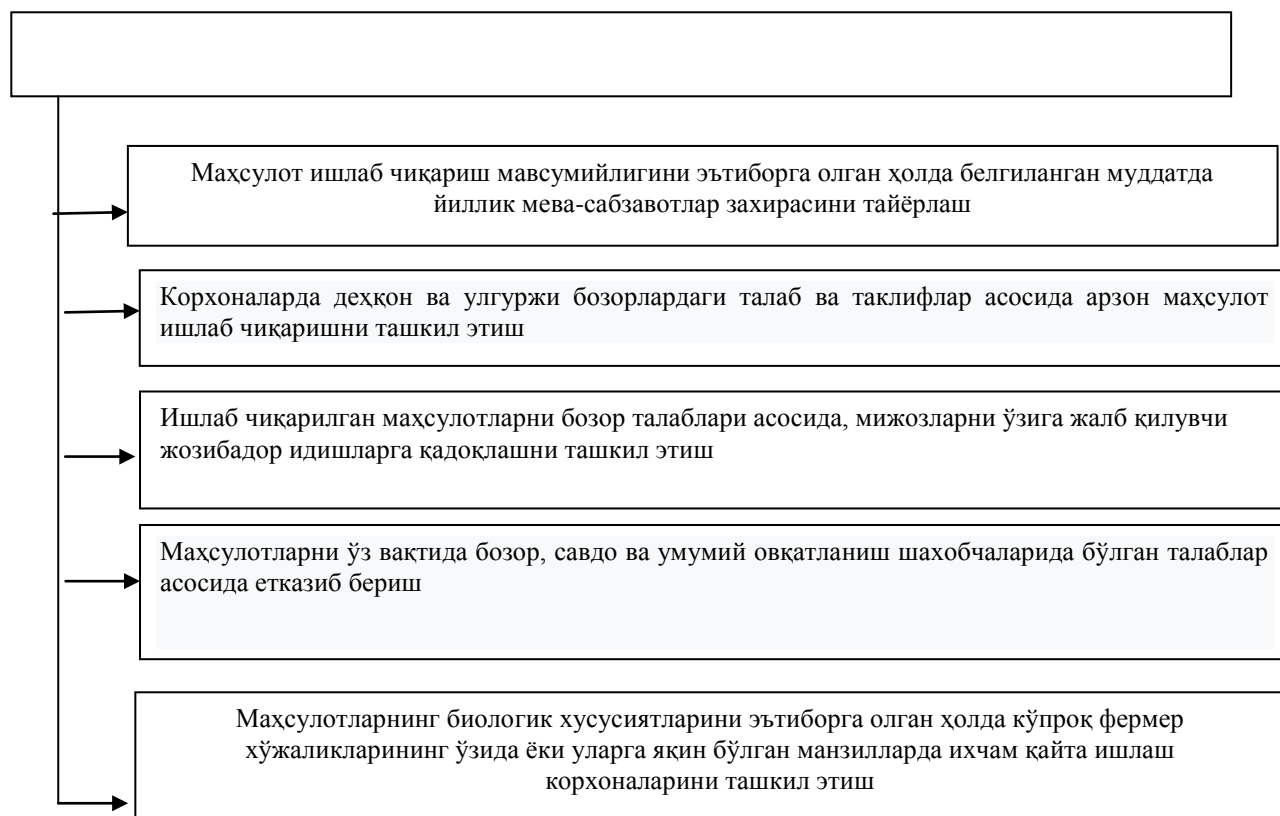 Маҳсулот ишлаб чиқариш мавсумийлигини эътиборга олган ҳолда белгиланган муддатда
йиллик мева-сабзавотлар захирасини тайёрлаш
Корхоналарда деҳқон ва улгуржи бозорлардаги талаб ва таклифлар асосида арзон маҳсулот
ишлаб чиқаришни ташкил этиш
Ишлаб чиқарилган маҳсулотларни бозор талаблари асосида, мижозларни ўзига жалб қилувчи
жозибадор идишларга қадоқлашни ташкил этиш
Маҳсулотларни ўз вақтида бозор, савдо ва умумий овқатланиш шахобчаларида бўлган талаблар
асосида етказиб бериш
Маҳсулотларнинг биологик хусусиятларини эътиборга олган ҳолда кўпроқ фермер
хўжаликларининг ўзида ёки уларга яқин бўлган манзилларда ихчам қайта ишлаш
корхоналарини ташкил этиш